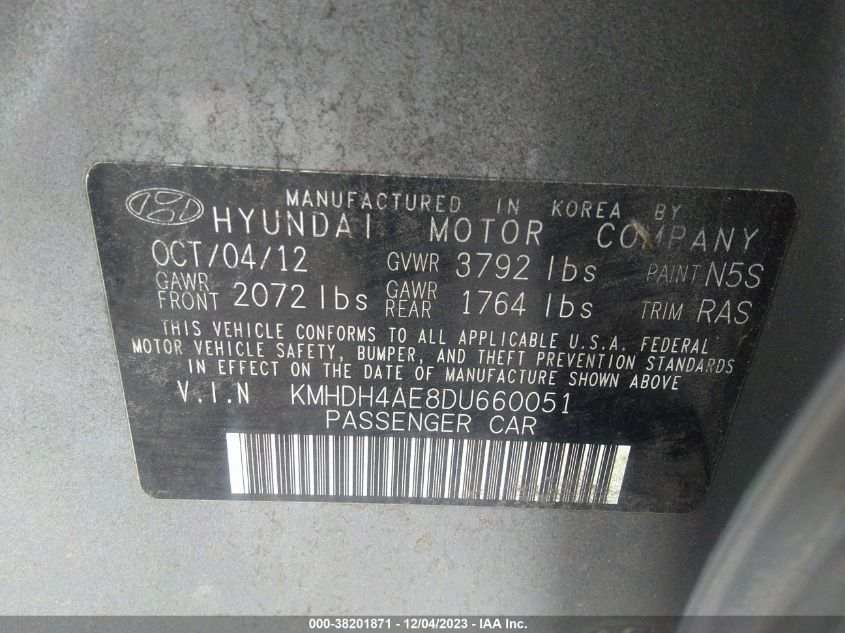 MANUFACTURED IN KOREA BY
HYUNDAI MOTOR COMPANY
OCT/04/12 GVWR 3792 lbs PAINT N5S
GAWR FRONT 2072 lbs GAWR REAR 1764 lbs TRIM RAS
THIS VEHICLE CONFORMS TO ALL APPLICABLE U.S.A. FEDERAL
MOTOR VEHICLE SAFETY, BUMPER, AND THEFT PREVENTION STANDARDS
IN EFFECT ON THE DATE OF MANUFACTURE SHOWN ABOVE
V.I.N KMHDH4AE8DU660051
PASSENGER CAR
000-38201871 - 12/04/2023 - IAA Inc.